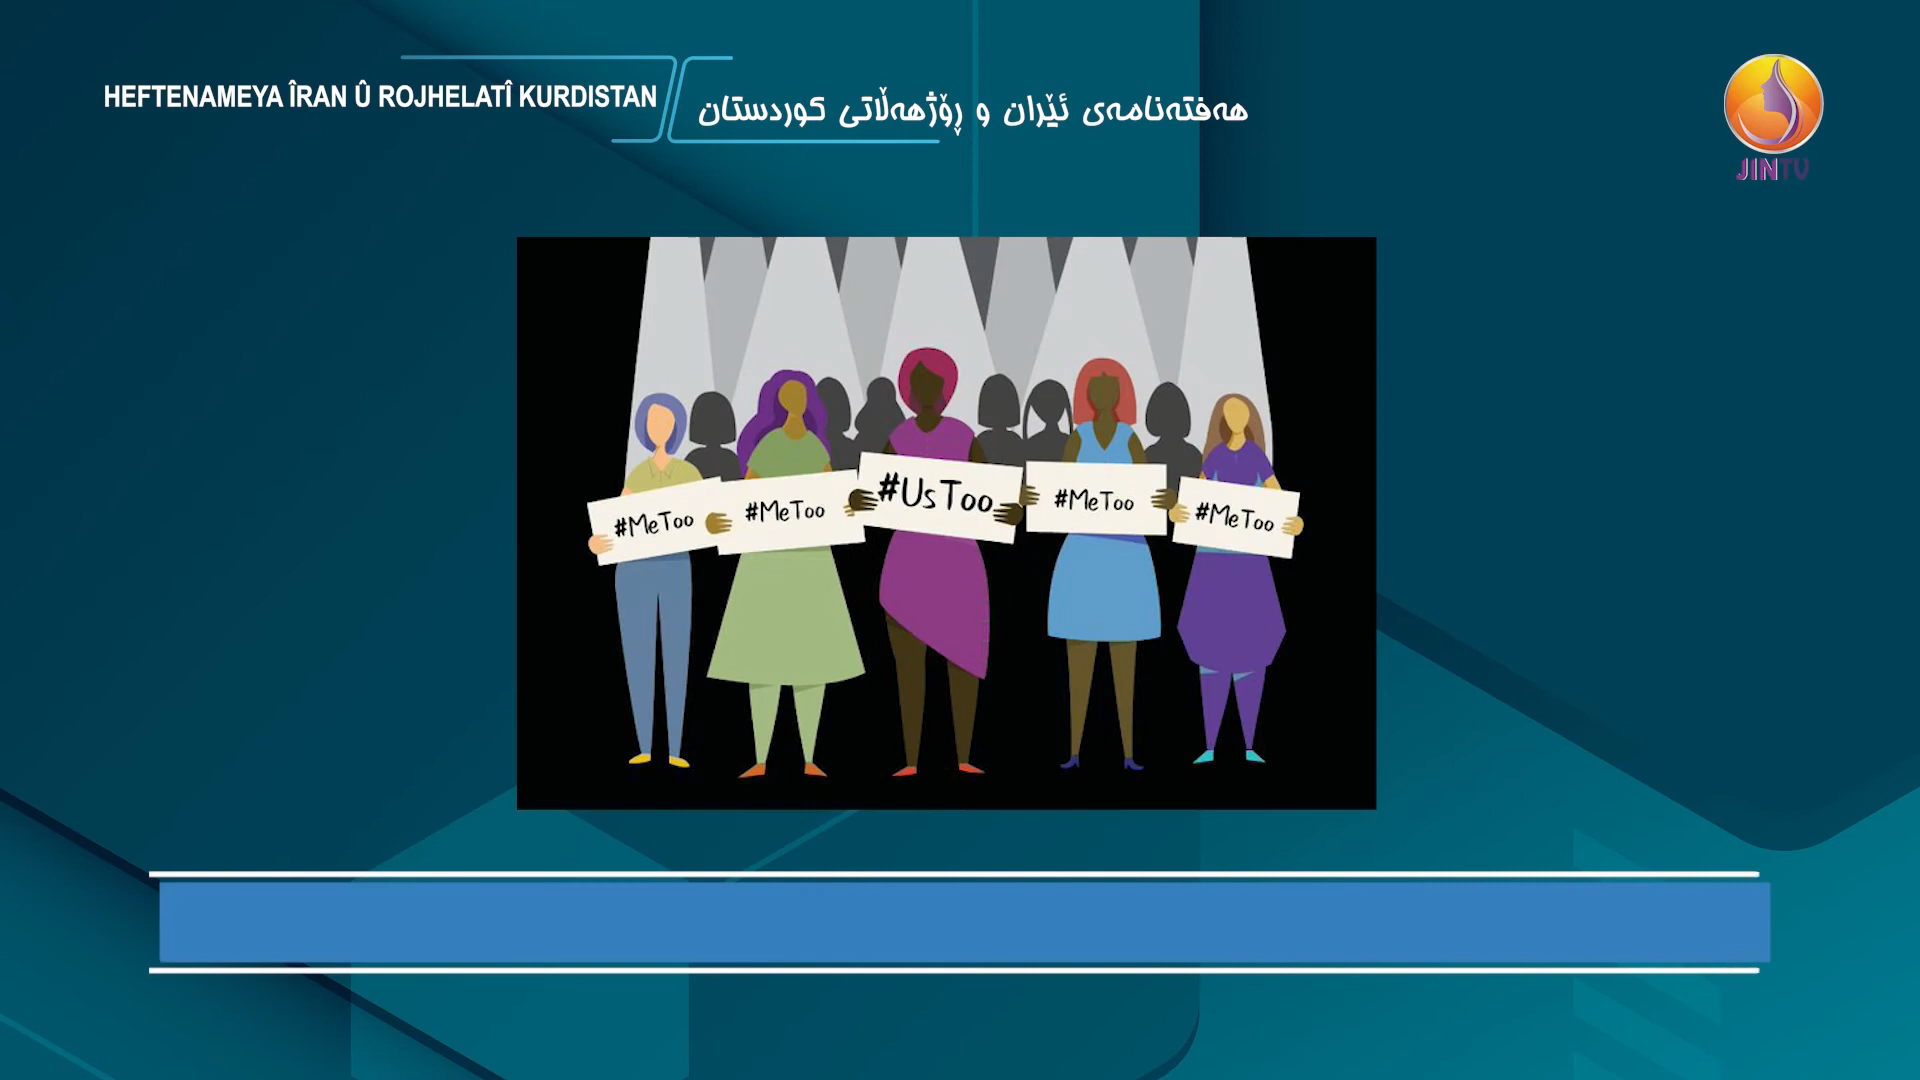 HEFTENAMEYA ÎRAN Û ROJHELATÎ KURDISTAN
هەفتەنامەی ئێران و ڕۆژهەڵاتی کوردستان
JINTV
#MeToo
#MeToo
#UsToo
#MeToo
#MeToo